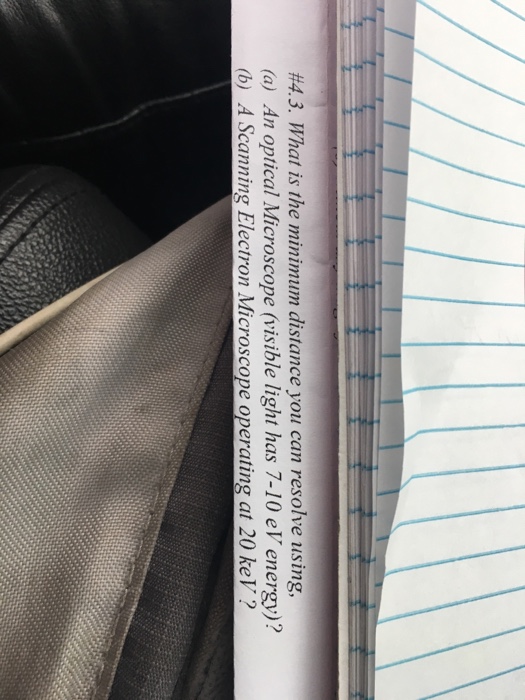 #4.3. What is the minimum distance you can resolve using,
(a) An optical Microscope (visible light has 7-10 eV energy)?
(b) A Scanning Electron Microscope operating at 20 keV?